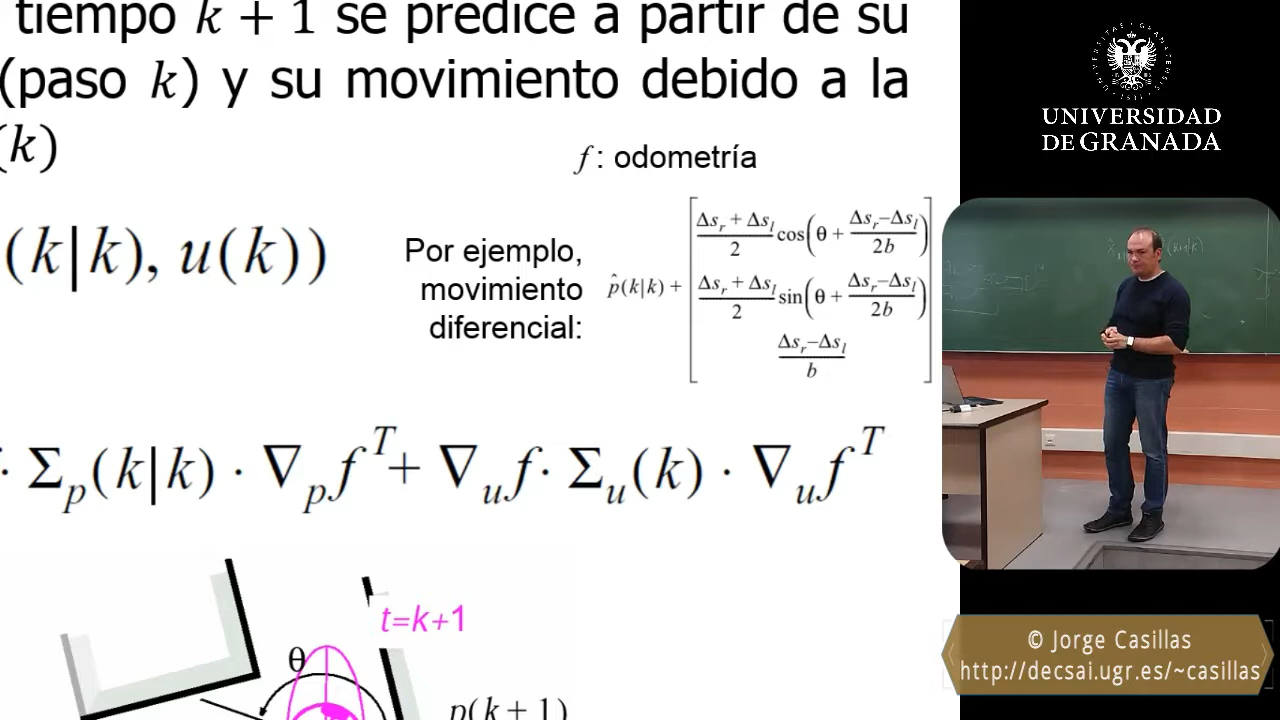 tiempo k + 1 se predice a partir de su
(paso k) y su movimiento debido a la
(k)
f : odometría
(k|k), u(k))
Por ejemplo,
movimiento
diferencial:
p̂(k|k) + [ (Δs_r + Δs_l)/2 cos(θ + (Δs_r−Δs_l)/2b)
(Δs_r + Δs_l)/2 sin(θ + (Δs_r−Δs_l)/2b)
(Δs_r−Δs_l)/b ]
· Σ_p(k|k) · ∇_p f^T + ∇_u f · Σ_u(k) · ∇_u f^T
t=k+1
θ
p(k + 1)
UNIVERSIDAD
DE GRANADA
© Jorge Casillas
http://decsai.ugr.es/~casillas